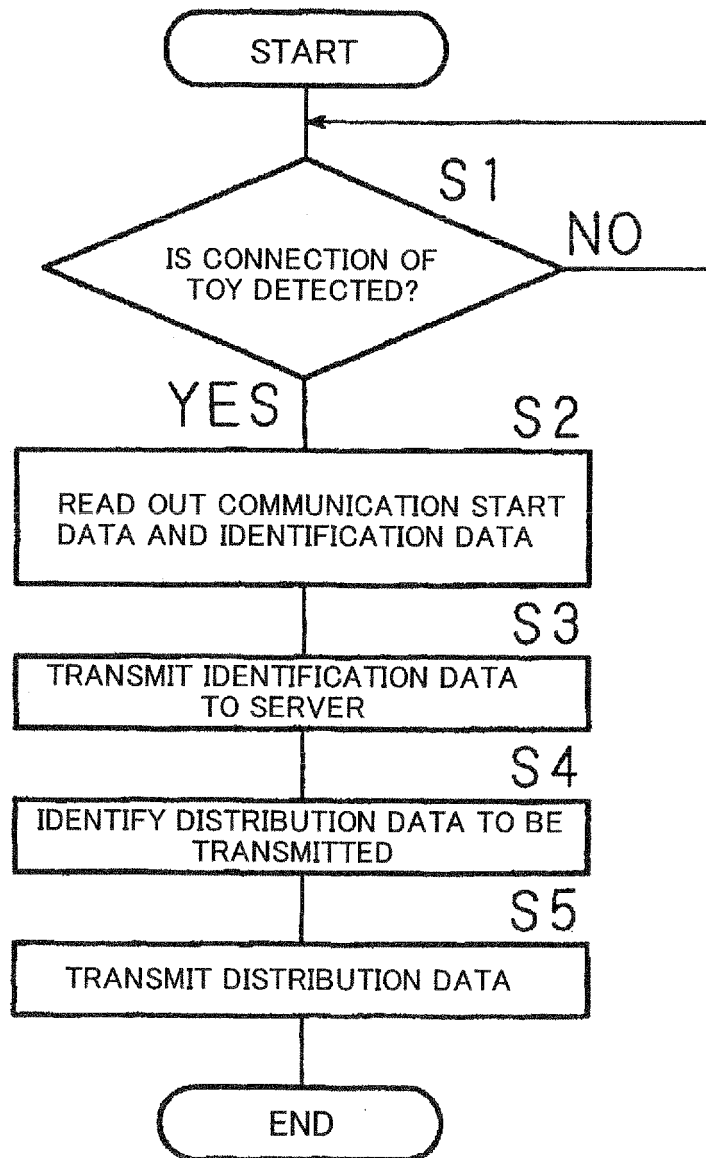 START
S1
IS CONNECTION OF
TOY DETECTED?
NO
YES
S2
READ OUT COMMUNICATION START
DATA AND IDENTIFICATION DATA
S3
TRANSMIT IDENTIFICATION DATA
TO SERVER
S4
IDENTIFY DISTRIBUTION DATA TO BE
TRANSMITTED
S5
TRANSMIT DISTRIBUTION DATA
END